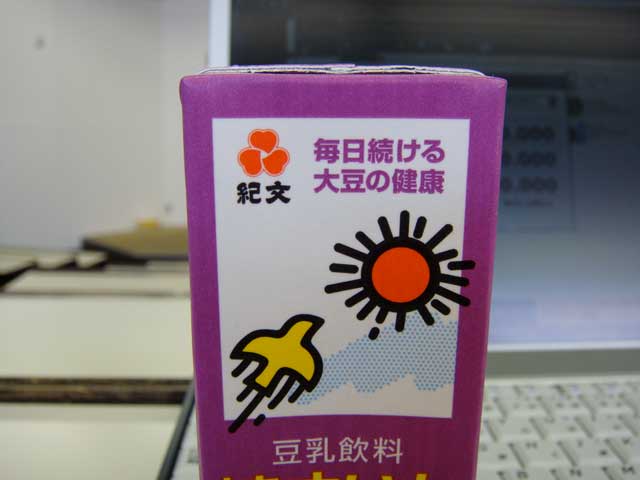 毎日続ける
大豆の健康
紀文
豆乳飲料